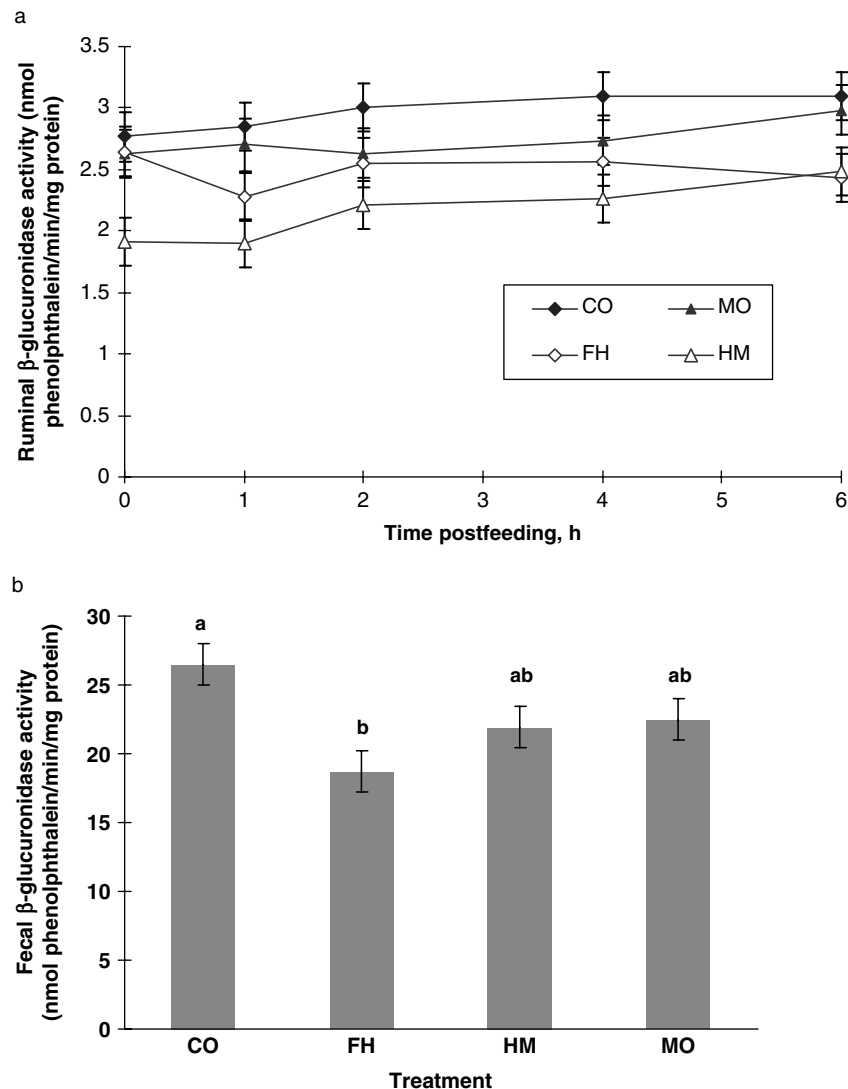 a
Ruminal β-glucuronidase activity (nmol
phenolphthalein/min/mg protein)
3.5
3
2.5
2
1.5
1
0.5
0
0 1 2 3 4 5 6
Time postfeeding, h
CO MO
FH HM
b
Fecal β-glucuronidase activity
(nmol phenolphthalein/min/mg protein)
30
25
20
15
10
5
0
a
b
ab
ab
CO FH HM MO
Treatment